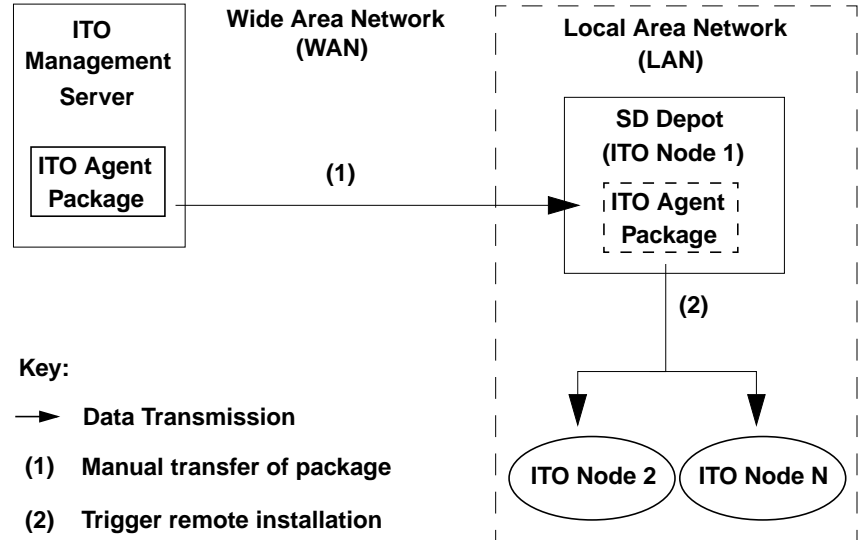 ITO
Management
Server
ITO Agent
Package
Wide Area Network
(WAN)
(1)
Local Area Network
(LAN)
SD Depot
(ITO Node 1)
ITO Agent
Package
(2)
ITO Node 2
ITO Node N
Key:
Data Transmission
(1) Manual transfer of package
(2) Trigger remote installation